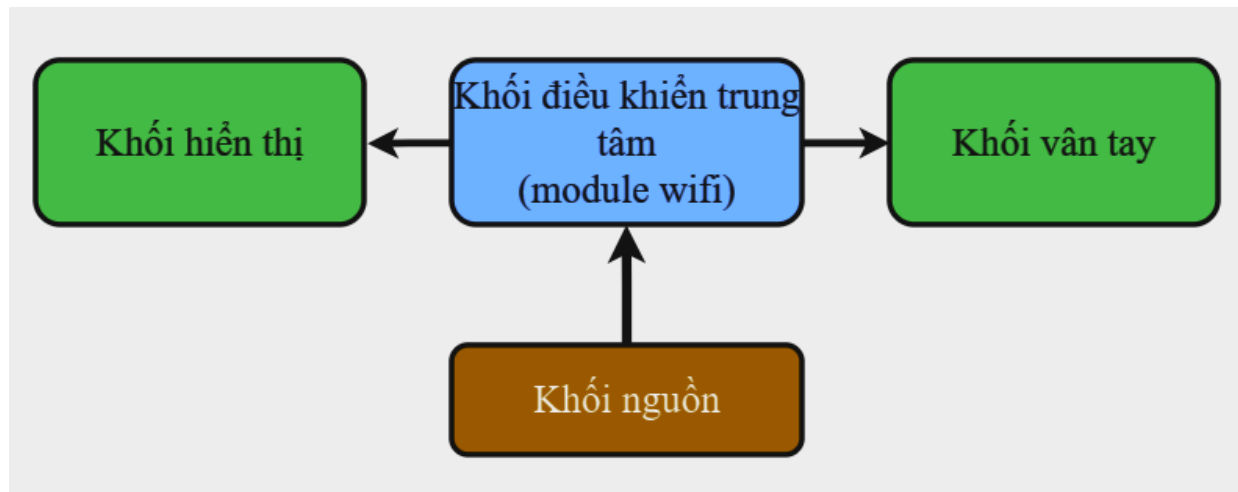 Khối hiển thị
Khối điều khiển trung
tâm
(module wifi)
Khối vân tay
Khối nguồn